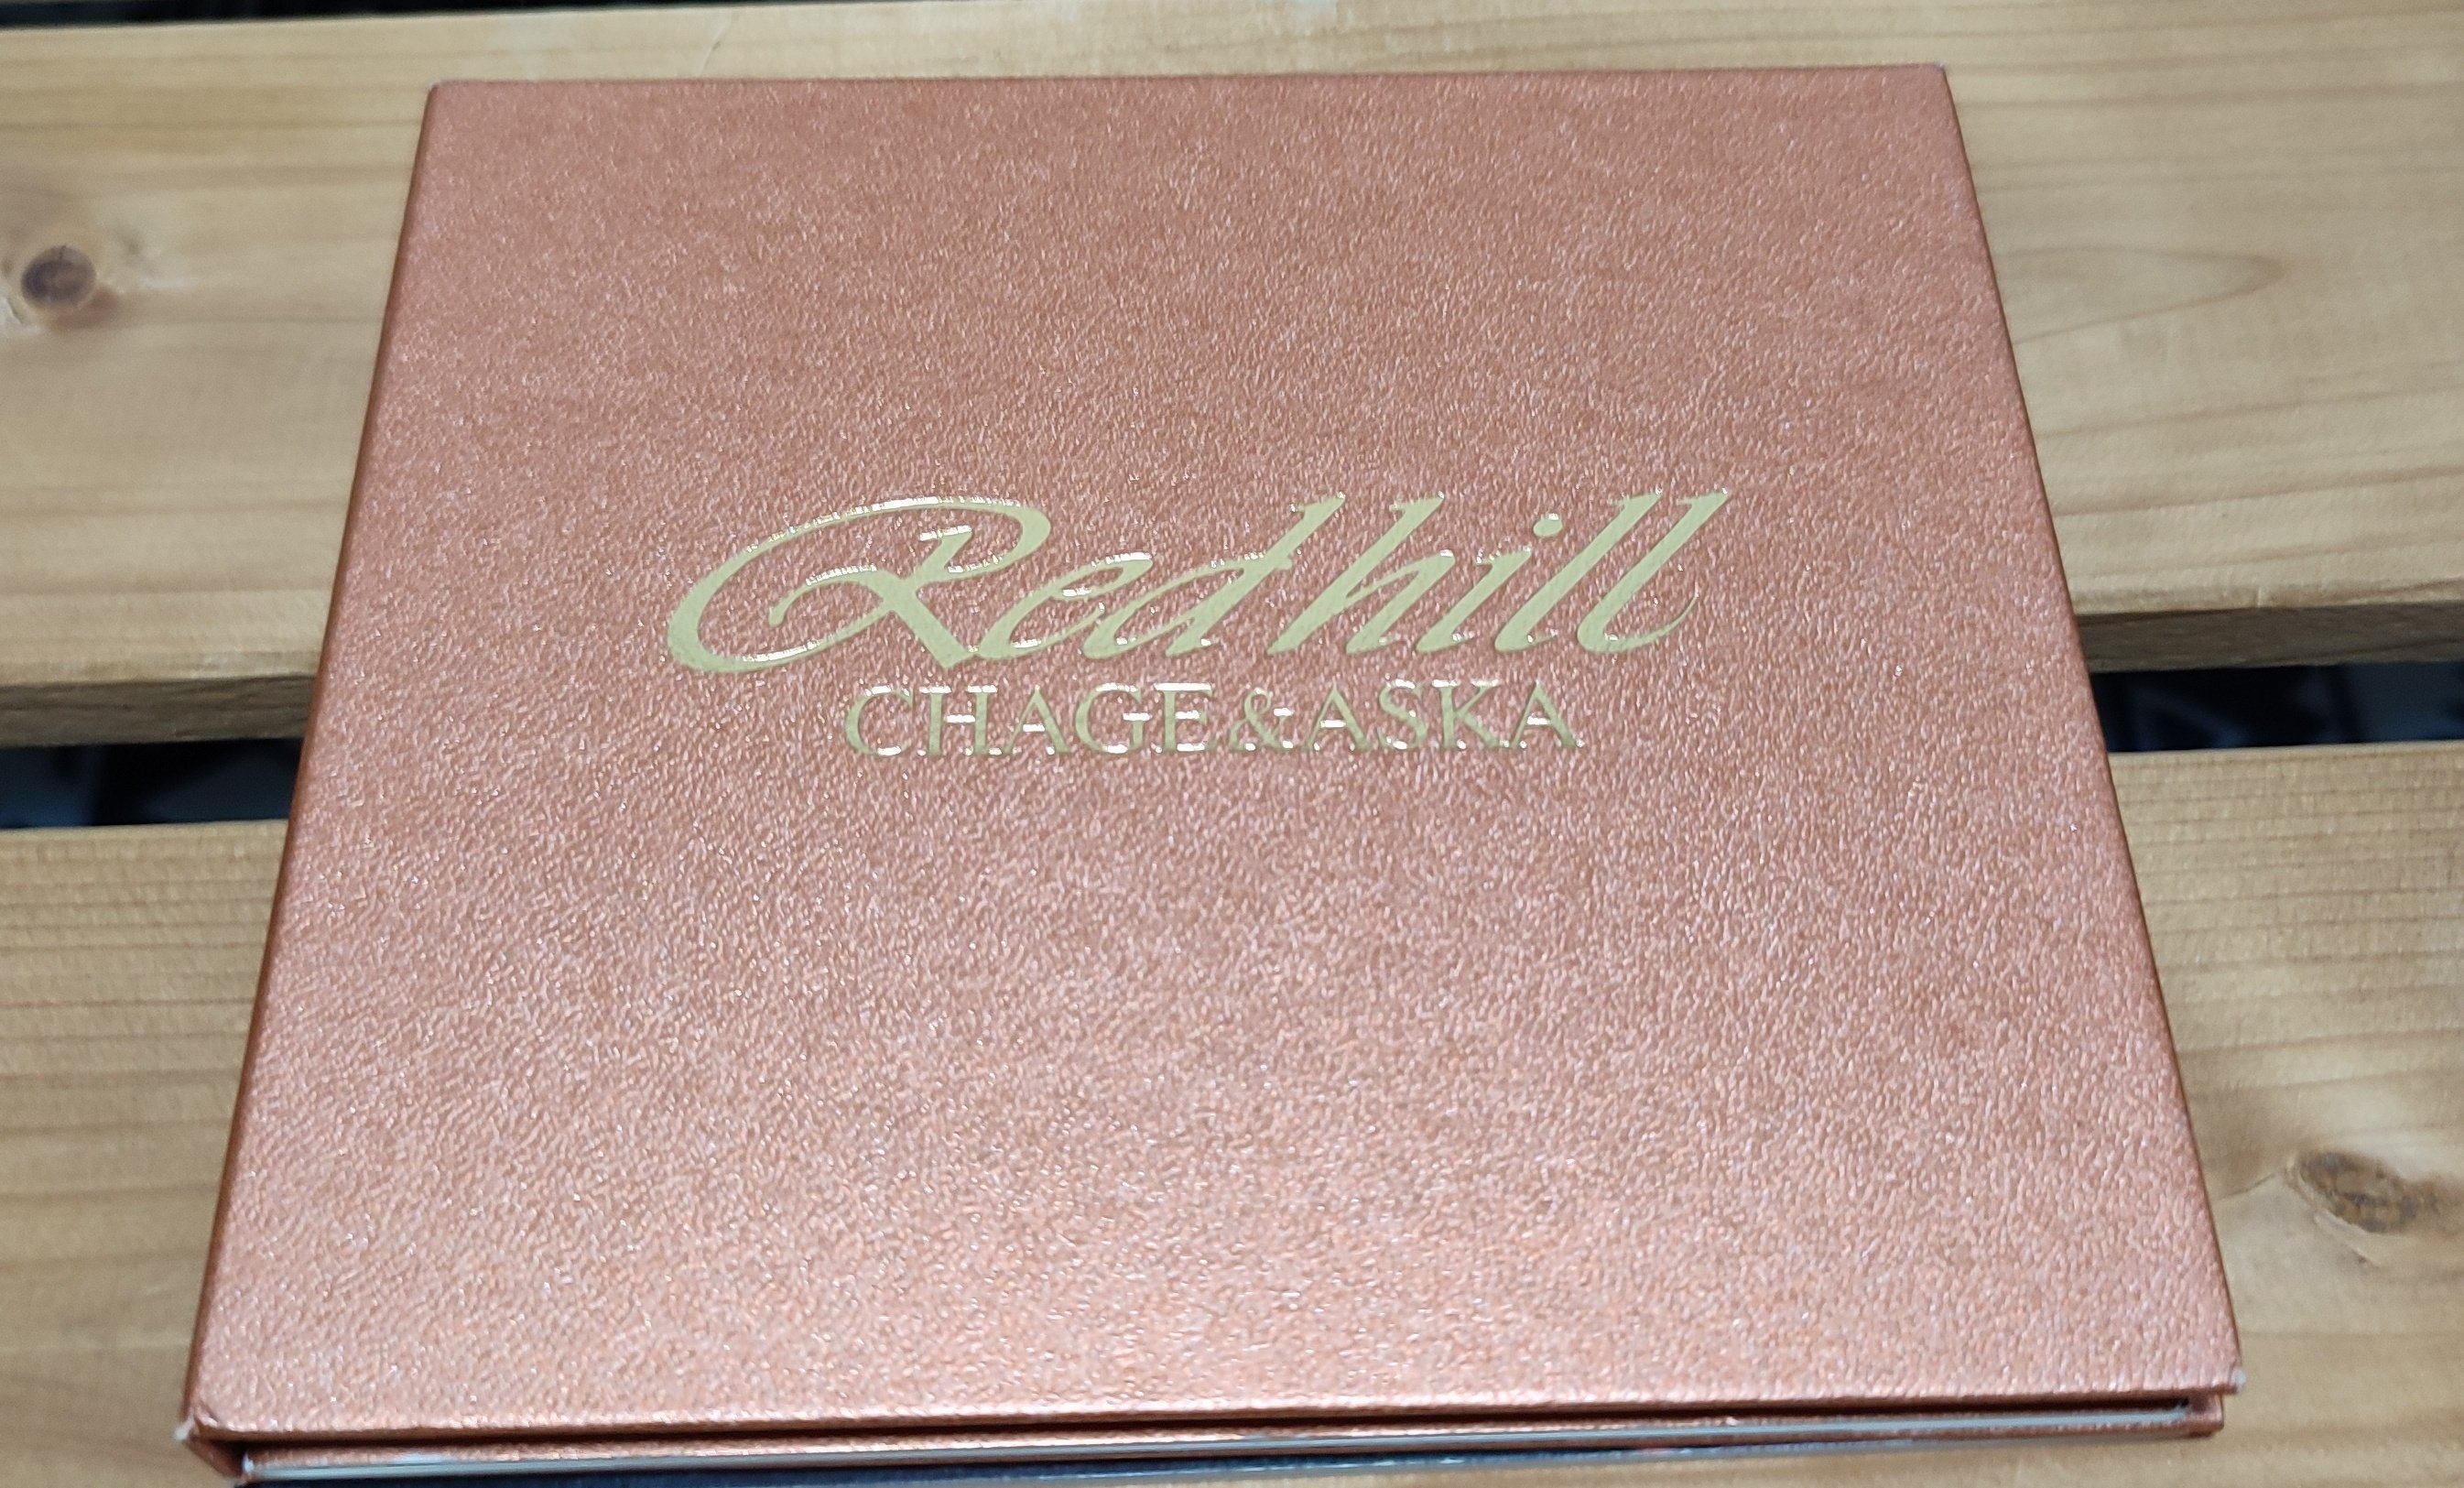 Red hill
CHAGE & ASKA